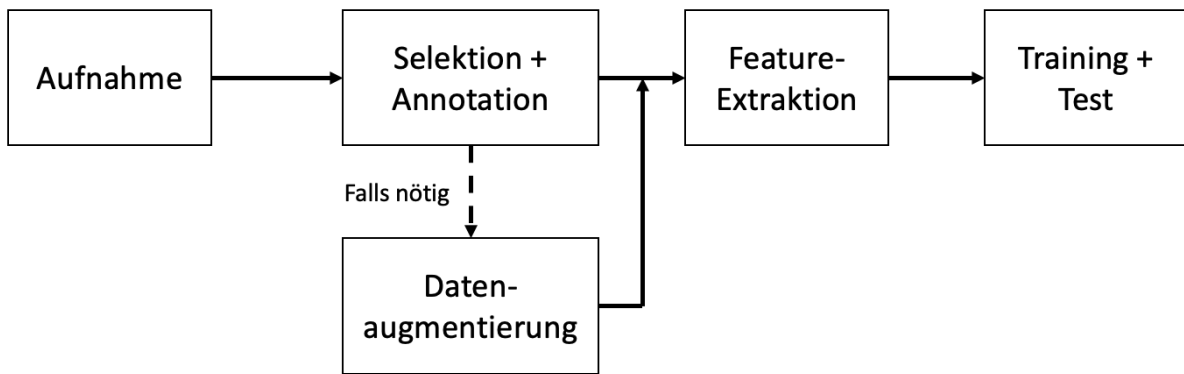 Aufnahme
Selektion +
Annotation
Feature-
Extraktion
Training +
Test
Falls nötig
Daten-
augmentierung